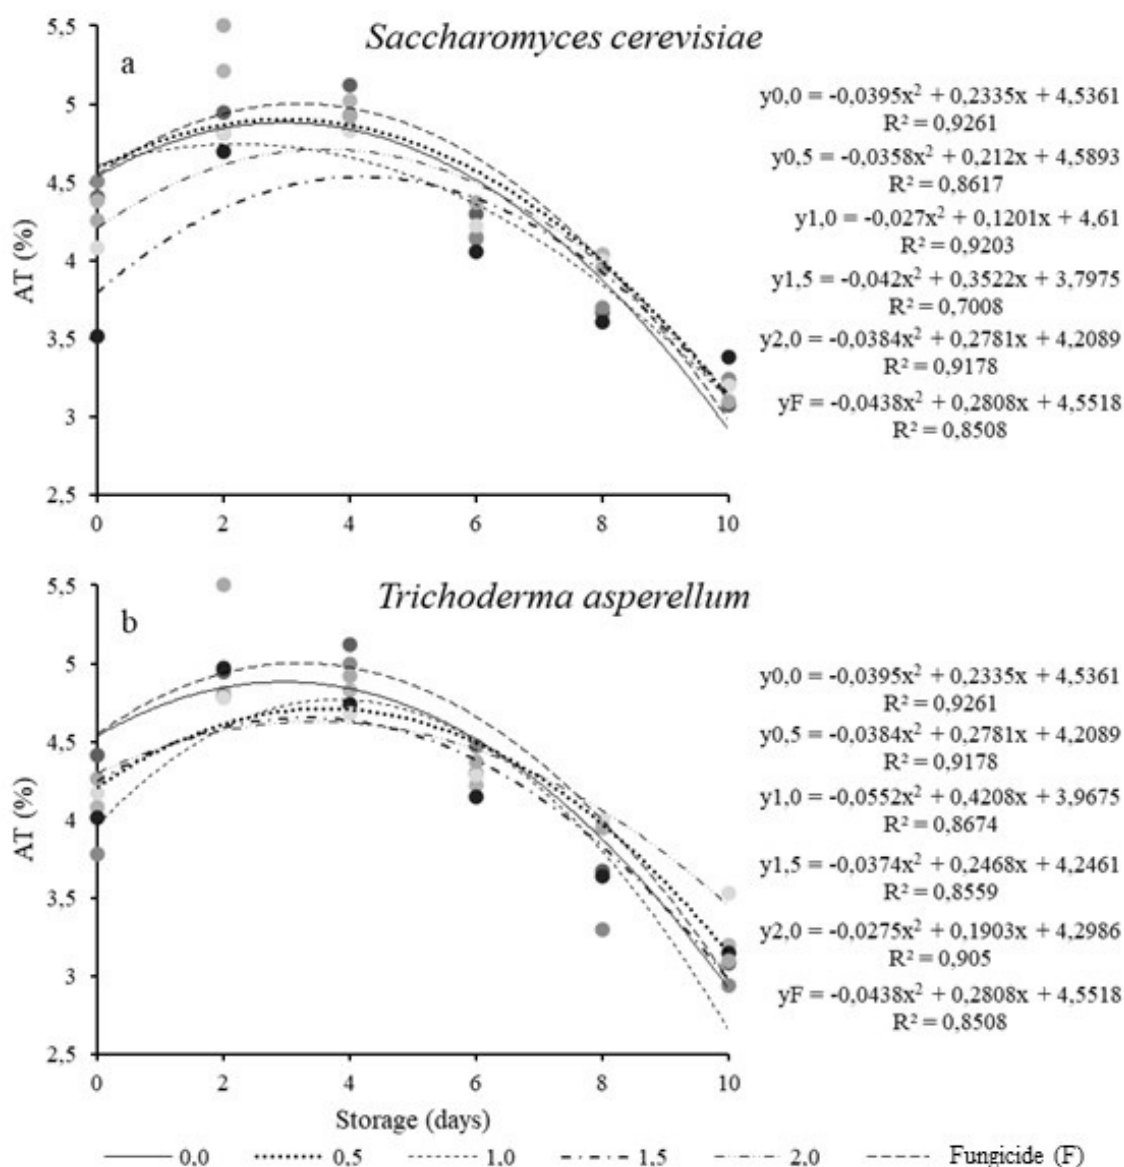 Saccharomyces cerevisiae
a
5,5
5
4,5
4
3,5
3
2,5
AT (%)
0 2 4 6 8 10
y0,0 = -0,0395x² + 0,2335x + 4,5361
R² = 0,9261
y0,5 = -0,0358x² + 0,212x + 4,5893
R² = 0,8617
y1,0 = -0,027x² + 0,1201x + 4,61
R² = 0,9203
y1,5 = -0,042x² + 0,3522x + 3,7975
R² = 0,7008
y2,0 = -0,0384x² + 0,2781x + 4,2089
R² = 0,9178
yF = -0,0438x² + 0,2808x + 4,5518
R² = 0,8508
Trichoderma asperellum
b
5,5
5
4,5
4
3,5
3
2,5
AT (%)
0 2 4 6 8 10
Storage (days)
y0,0 = -0,0395x² + 0,2335x + 4,5361
R² = 0,9261
y0,5 = -0,0384x² + 0,2781x + 4,2089
R² = 0,9178
y1,0 = -0,0552x² + 0,4208x + 3,9675
R² = 0,8674
y1,5 = -0,0374x² + 0,2468x + 4,2461
R² = 0,8559
y2,0 = -0,0275x² + 0,1903x + 4,2986
R² = 0,905
yF = -0,0438x² + 0,2808x + 4,5518
R² = 0,8508
0,0 0,5 1,0 1,5 2,0 Fungicide (F)